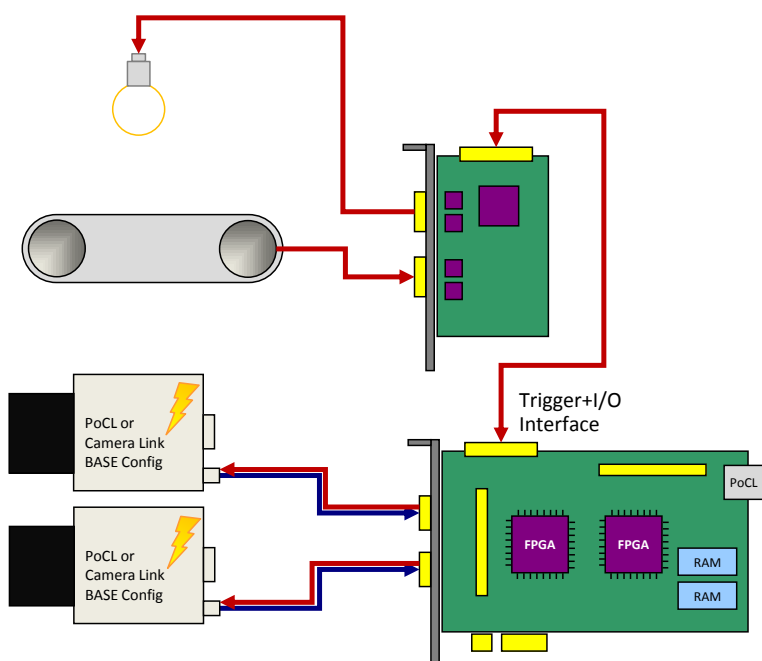 Trigger+I/O
Interface
PoCL or
Camera Link
BASE Config
PoCL
FPGA
FPGA
PoCL or
Camera Link
BASE Config
RAM
RAM